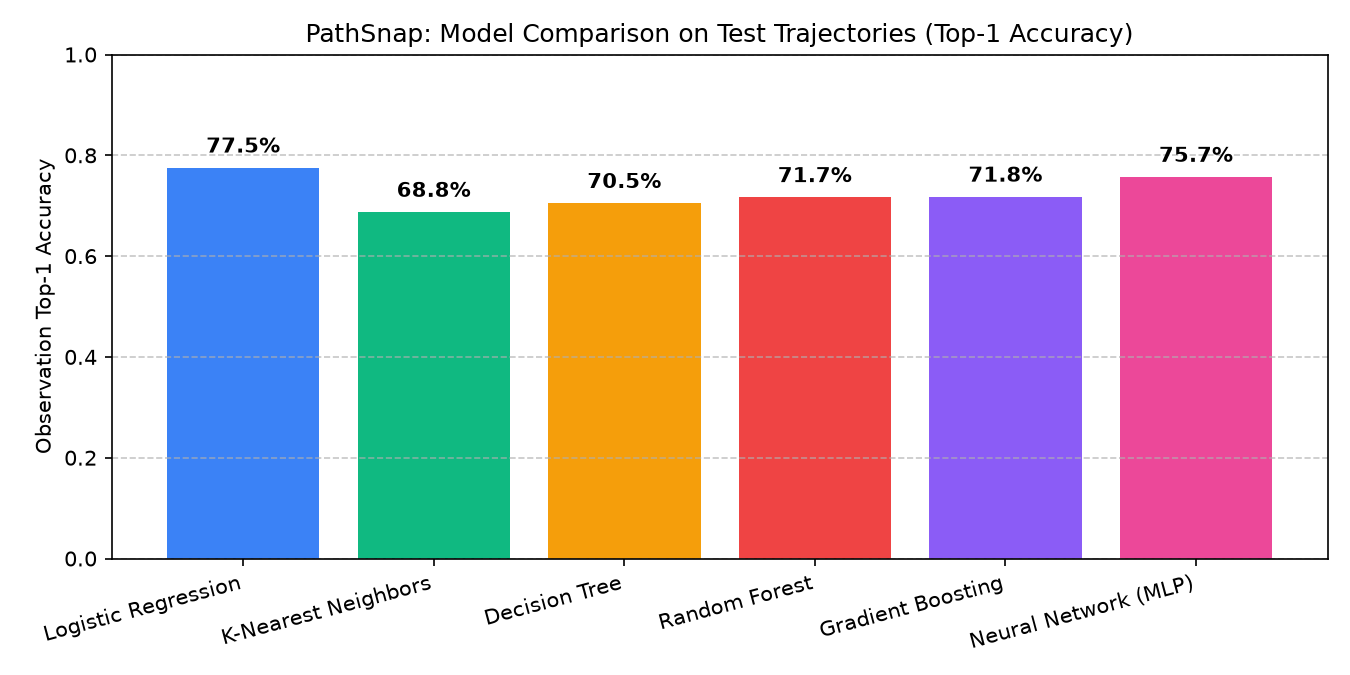 PathSnap: Model Comparison on Test Trajectories (Top-1 Accuracy)
Observation Top-1 Accuracy
1.0
0.8
0.6
0.4
0.2
0.0
77.5%
68.8%
70.5%
71.7%
71.8%
75.7%
Logistic Regression
K-Nearest Neighbors
Decision Tree
Random Forest
Gradient Boosting
Neural Network (MLP)